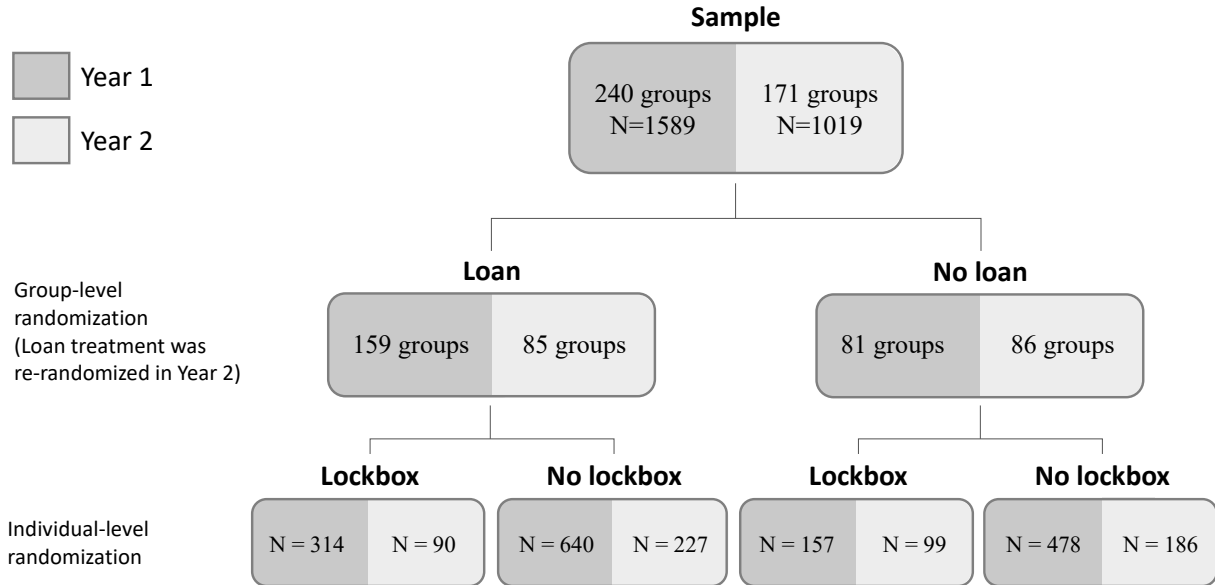 Sample
Year 1
Year 2
240 groups
N=1589
171 groups
N=1019
Group-level
randomization
(Loan treatment was
re-randomized in Year 2)
Loan
No loan
159 groups
85 groups
81 groups
86 groups
Individual-level
randomization
Lockbox
No lockbox
Lockbox
No lockbox
N = 314
N = 90
N = 640
N = 227
N = 157
N = 99
N = 478
N = 186